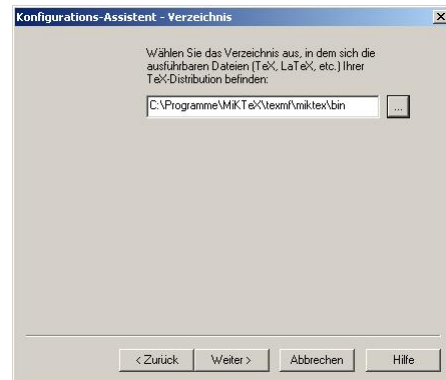 Konfigurations-Assistent - Verzeichnis
Wählen Sie das Verzeichnis aus, in dem sich die
ausführbaren Dateien (TeX, LaTeX, etc.) Ihrer
TeX-Distribution befinden:
C:\Programme\MiKTeX\texmf\miktex\bin
...
< Zurück Weiter > Abbrechen Hilfe